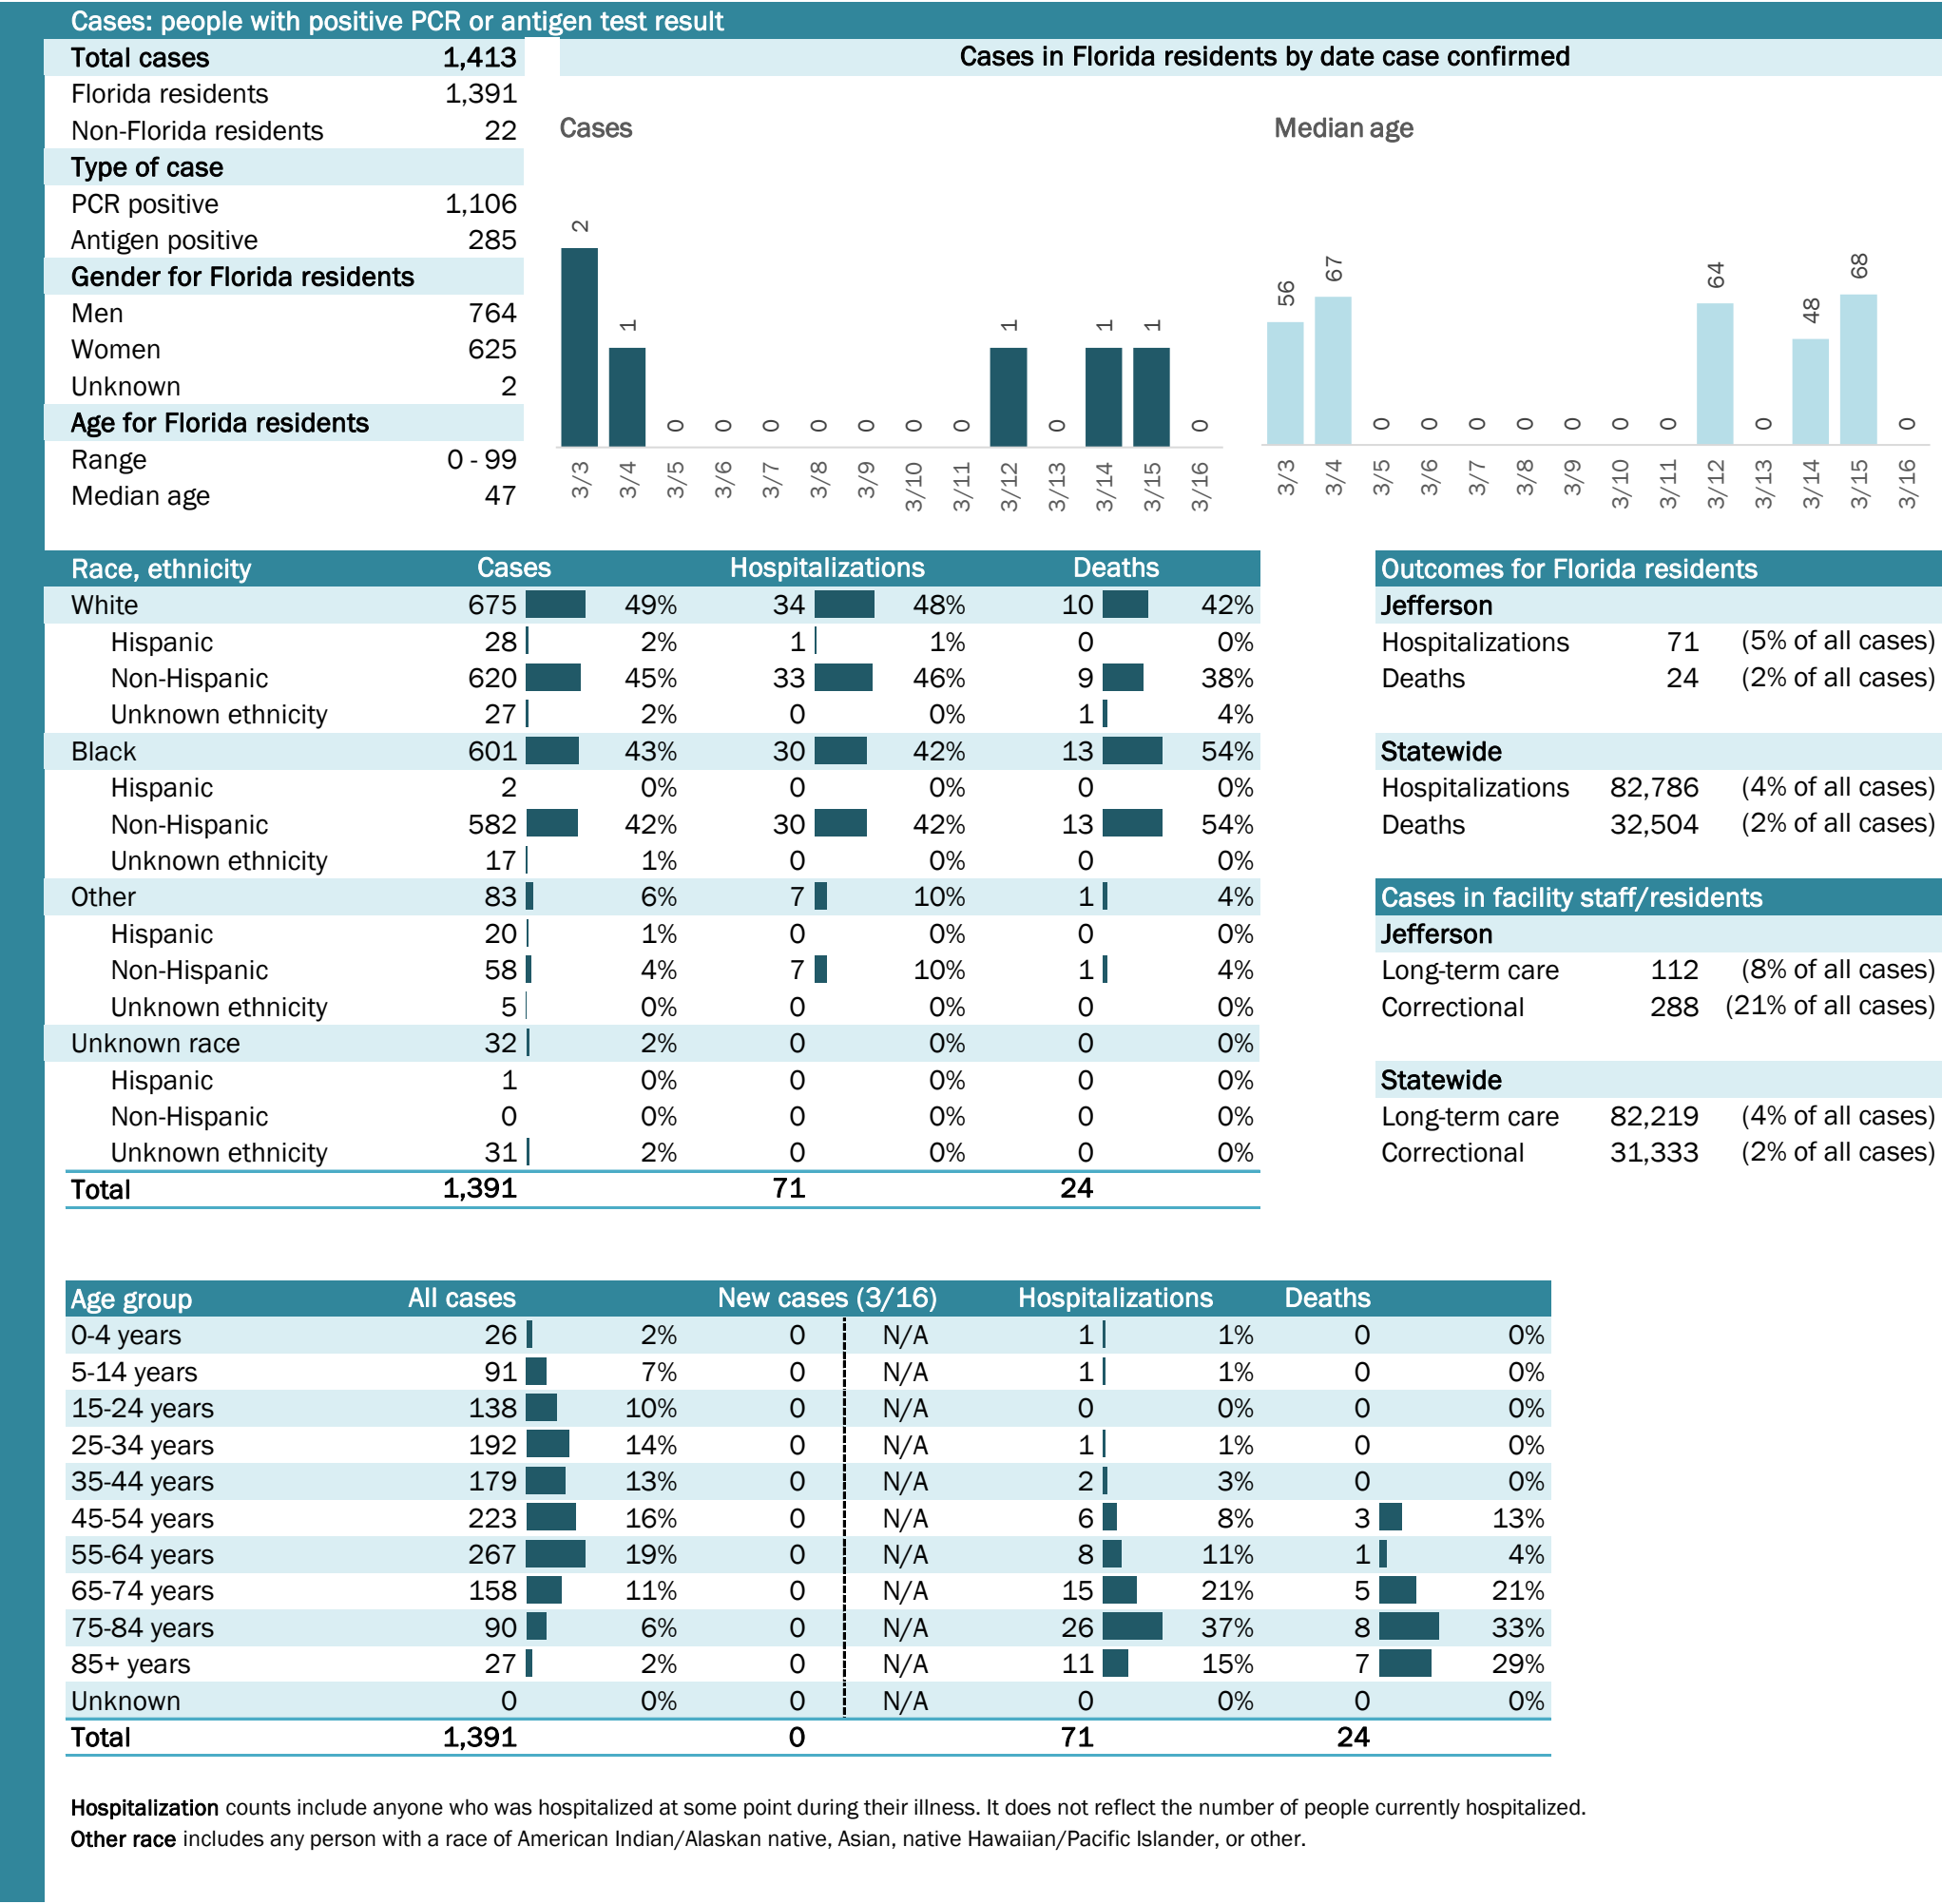 Cases: people with positive PCR or antigen test result
Total cases 1,413
Florida residents 1,391
Non-Florida residents 22
Type of case
PCR positive 1,106
Antigen positive 285
Gender for Florida residents
Men 764
Women 625
Unknown 2
Age for Florida residents
Range 0 - 99
Median age 47
Cases in Florida residents by date case confirmed
Cases
2 1 0 0 0 0 0 0 0 1 0 1 1 0
3/3 3/4 3/5 3/6 3/7 3/8 3/9 3/10 3/11 3/12 3/13 3/14 3/15 3/16
Median age
56 67 0 0 0 0 0 0 0 64 0 48 68 0
3/3 3/4 3/5 3/6 3/7 3/8 3/9 3/10 3/11 3/12 3/13 3/14 3/15 3/16
Race, ethnicity Cases Hospitalizations Deaths
White 675 49% 34 48% 10 42%
Hispanic 28 2% 1 1% 0 0%
Non-Hispanic 620 45% 33 46% 9 38%
Unknown ethnicity 27 2% 0 0% 1 4%
Black 601 43% 30 42% 13 54%
Hispanic 2 0% 0 0% 0 0%
Non-Hispanic 582 42% 30 42% 13 54%
Unknown ethnicity 17 1% 0 0% 0 0%
Other 83 6% 7 10% 1 4%
Hispanic 20 1% 0 0% 0 0%
Non-Hispanic 58 4% 7 10% 1 4%
Unknown ethnicity 5 0% 0 0% 0 0%
Unknown race 32 2% 0 0% 0 0%
Hispanic 1 0% 0 0% 0 0%
Non-Hispanic 0 0% 0 0% 0 0%
Unknown ethnicity 31 2% 0 0% 0 0%
Total 1,391 71 24
Outcomes for Florida residents
Jefferson
Hospitalizations 71 (5% of all cases)
Deaths 24 (2% of all cases)
Statewide
Hospitalizations 82,786 (4% of all cases)
Deaths 32,504 (2% of all cases)
Cases in facility staff/residents
Jefferson
Long-term care 112 (8% of all cases)
Correctional 288 (21% of all cases)
Statewide
Long-term care 82,219 (4% of all cases)
Correctional 31,333 (2% of all cases)
Age group All cases New cases (3/16) Hospitalizations Deaths
0-4 years 26 2% 0 N/A 1 1% 0 0%
5-14 years 91 7% 0 N/A 1 1% 0 0%
15-24 years 138 10% 0 N/A 0 0% 0 0%
25-34 years 192 14% 0 N/A 1 1% 0 0%
35-44 years 179 13% 0 N/A 2 3% 0 0%
45-54 years 223 16% 0 N/A 6 8% 3 13%
55-64 years 267 19% 0 N/A 8 11% 1 4%
65-74 years 158 11% 0 N/A 15 21% 5 21%
75-84 years 90 6% 0 N/A 26 37% 8 33%
85+ years 27 2% 0 N/A 11 15% 7 29%
Unknown 0 0% 0 N/A 0 0% 0 0%
Total 1,391 0 71 24
Hospitalization counts include anyone who was hospitalized at some point during their illness. It does not reflect the number of people currently hospitalized.
Other race includes any person with a race of American Indian/Alaskan native, Asian, native Hawaiian/Pacific Islander, or other.